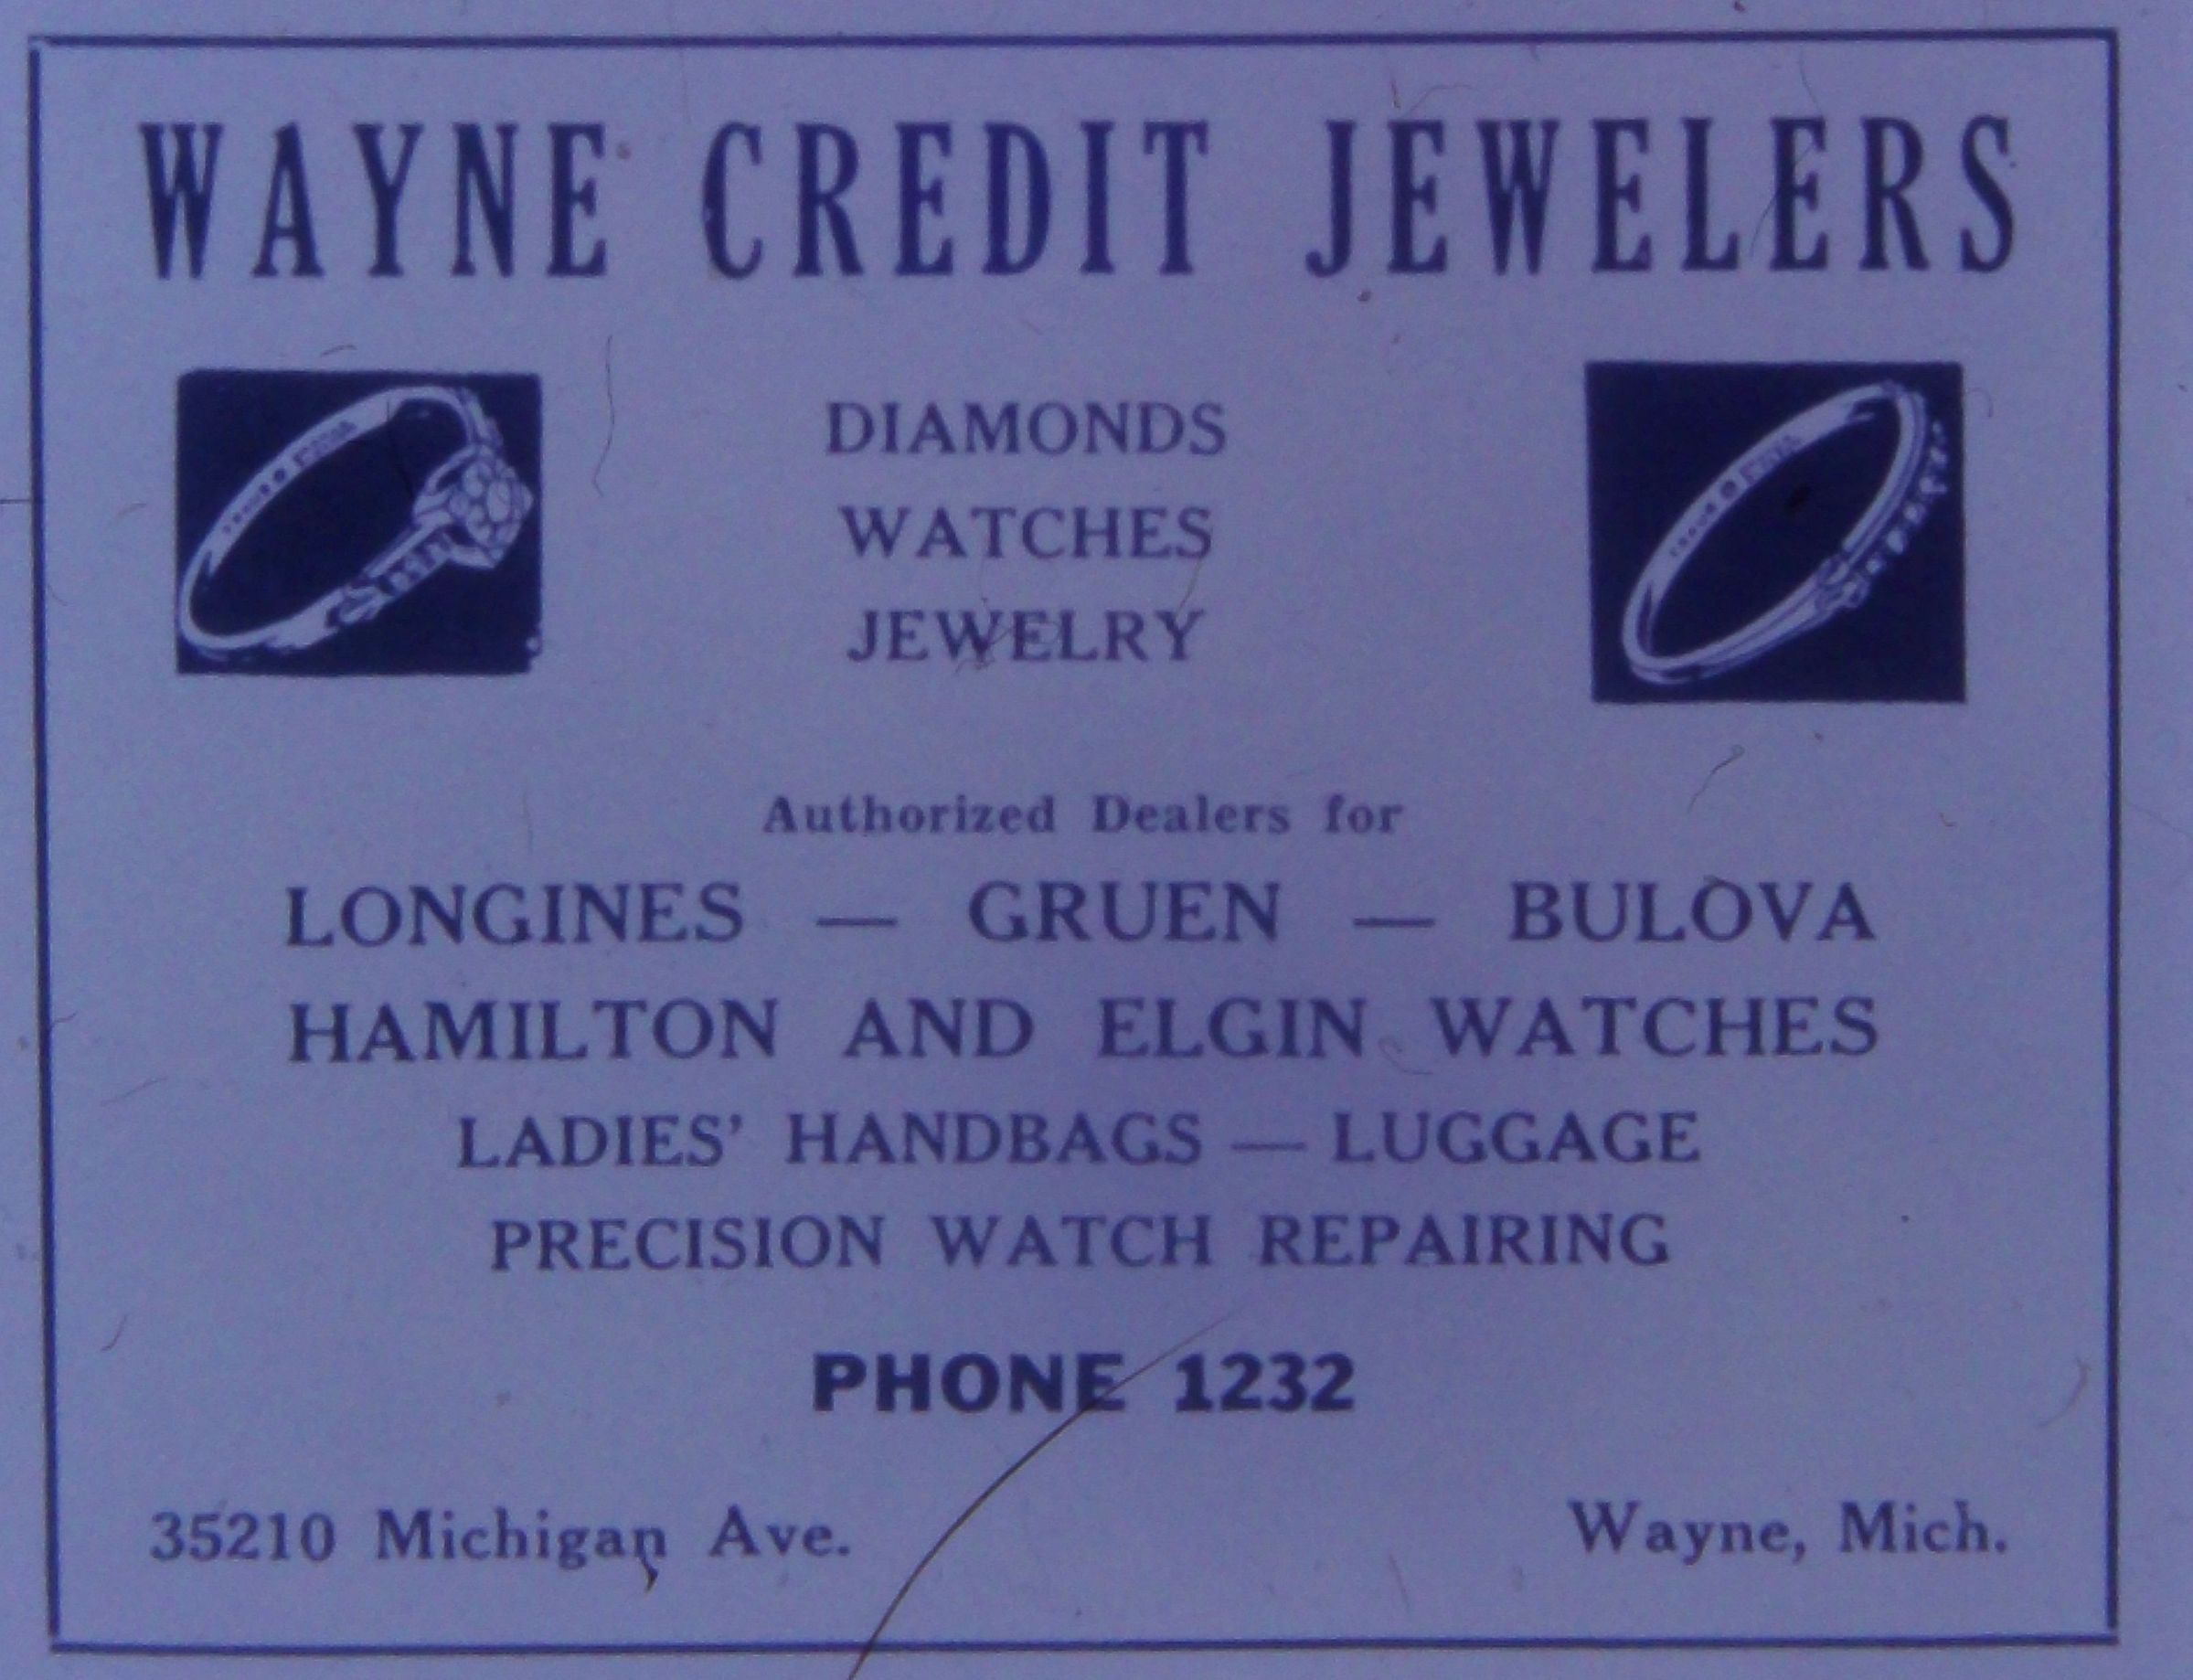 WAYNE CREDIT JEWELERS
DIAMONDS
WATCHES
JEWELRY
Authorized Dealers for
LONGINES — GRUEN — BULOVA
HAMILTON AND ELGIN WATCHES
LADIES' HANDBAGS — LUGGAGE
PRECISION WATCH REPAIRING
PHONE 1232
35210 Michigan Ave. Wayne, Mich.